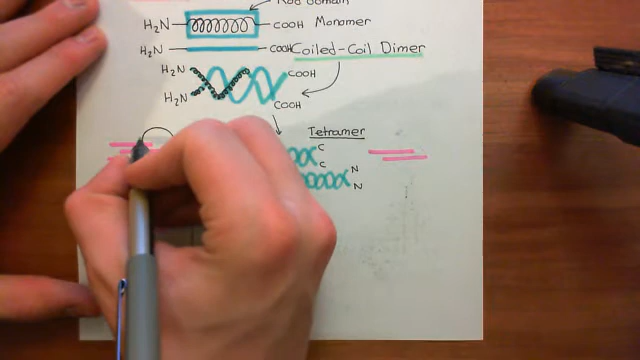 Rod domain
H₂N COOH Monomer
H₂N COOH Coiled-Coil Dimer
H₂N COOH
H₂N COOH
Tetramer
C
C N
N